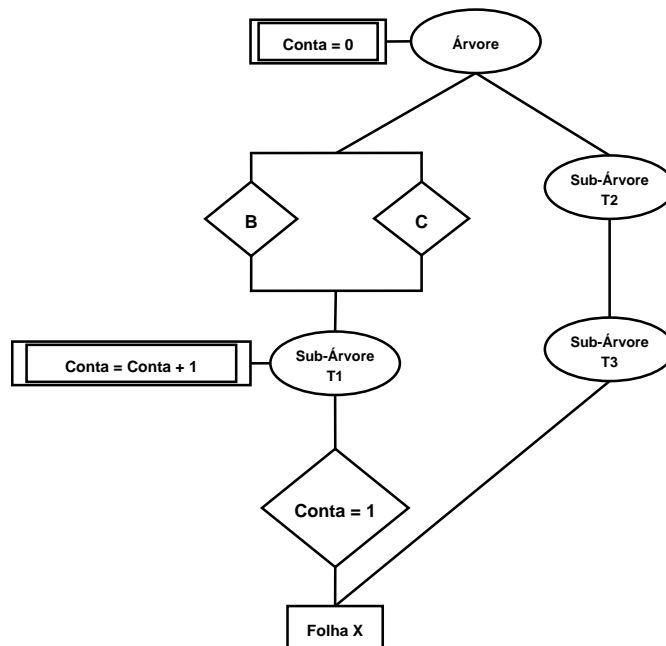 Conta = 0
Árvore
B
C
Sub-Árvore
T2
Conta = Conta + 1
Sub-Árvore
T1
Sub-Árvore
T3
Conta = 1
Folha X